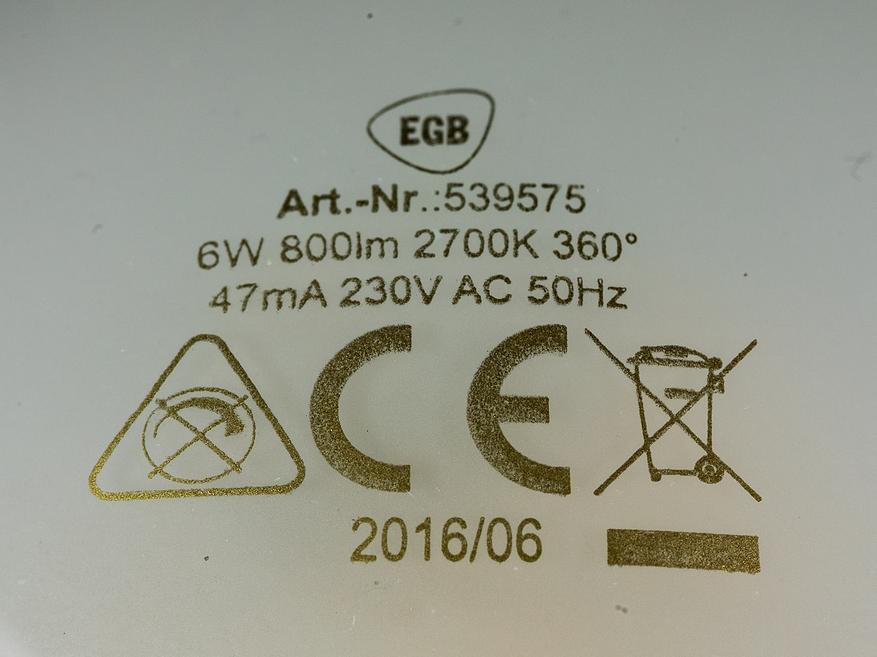 EGB
Art.-Nr.:539575
6W 800lm 2700K 360°
47mA 230V AC 50Hz
CE
2016/06